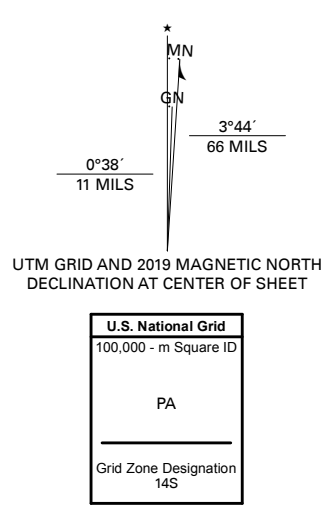 ★
MN
GN
3°44´
66 MILS
0°38´
11 MILS
UTM GRID AND 2019 MAGNETIC NORTH
DECLINATION AT CENTER OF SHEET
U.S. National Grid
100,000 - m Square ID
PA
Grid Zone Designation
14S